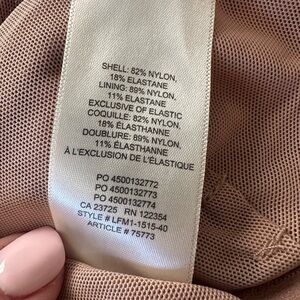 SHELL: 82% NYLON,
18% ELASTANE
LINING: 89% NYLON,
11% ELASTANE
EXCLUSIVE OF ELASTIC
COQUILLE: 82% NYLON
18% ÉLASTHANNE
DOUBLURE: 89% NYLON,
11% ÉLASTHANNE
À L'EXCLUSION DE L'ÉLASTIQUE
PO 4500132772
PO 4500132773
PO 4500132774
CA 23725 RN 122354
STYLE # LFM1-1515-40
ARTICLE # 75773